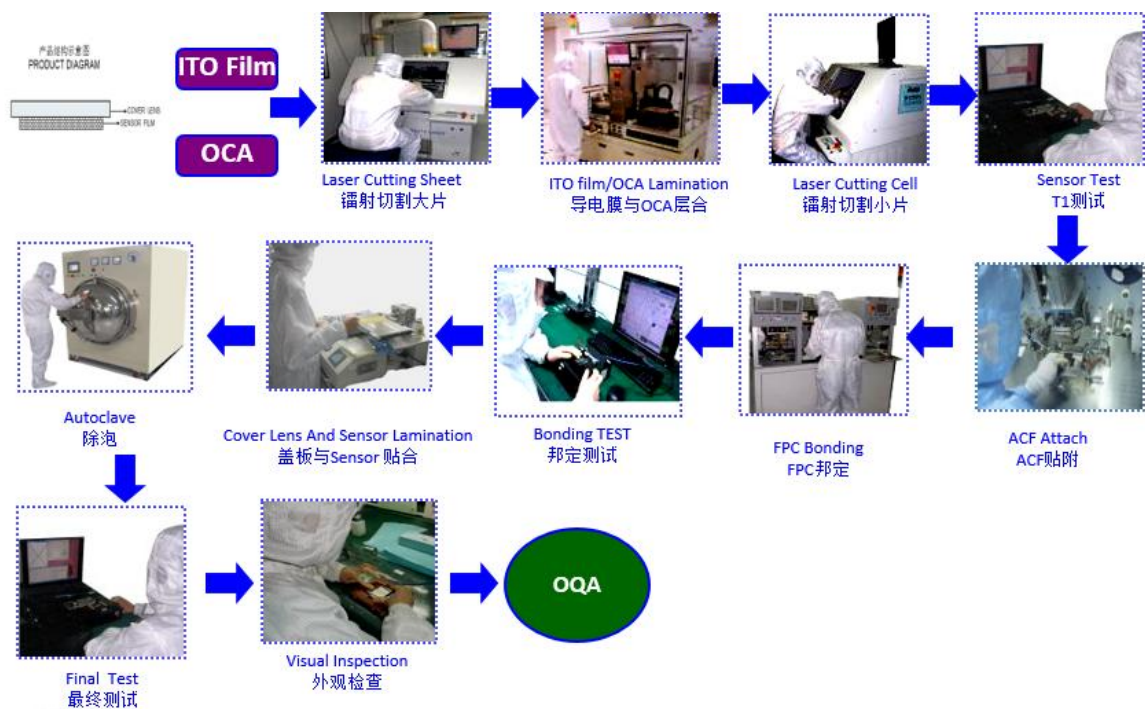 产品结构示意图
PRODUCT DIAGRAM
COVER LENS
SENSOR FILM
ITO Film
OCA
Laser Cutting Sheet
镭射切割大片
ITO film/OCA Lamination
导电膜与OCA层合
Laser Cutting Cell
镭射切割小片
Sensor Test
T1测试
Autoclave
除泡
Cover Lens And Sensor Lamination
盖板与Sensor 贴合
Bonding TEST
邦定测试
FPC Bonding
FPC邦定
ACF Attach
ACF贴附
Final Test
最终测试
Visual Inspection
外观检查
OQA